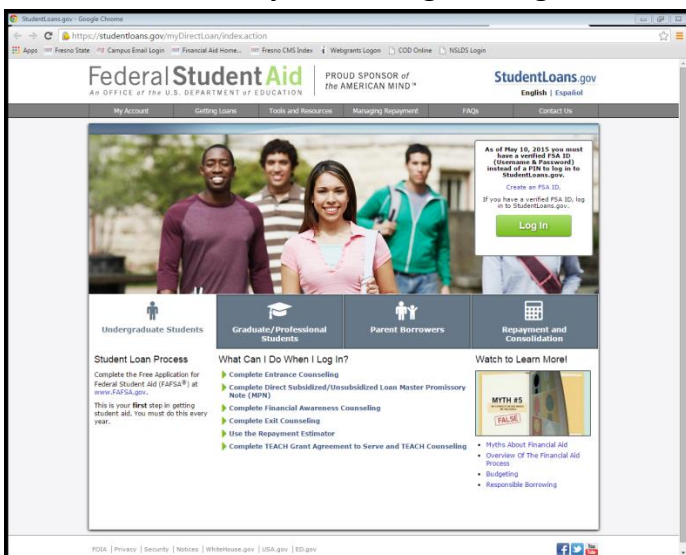 StudentLoans.gov - Google Chrome
https://studentloans.gov/myDirectLoan/index.action
Apps Fresno State Campus Email Login Financial Aid Home... Fresno CMS Index Webgrants Logon COD Online NSLDS Login
Federal Student Aid
An OFFICE of the U.S. DEPARTMENT of EDUCATION
PROUD SPONSOR of
the AMERICAN MIND™
StudentLoans.gov
English | Español
My Account Getting Loans Tools and Resources Managing Repayment FAQs Contact Us
As of May 10, 2015 you must
have a verified FSA ID
(Username & Password)
instead of a PIN to log in to
StudentLoans.gov.
Create an FSA ID.
If you have a verified FSA ID, log
in to StudentLoans.gov.
Log In
Undergraduate Students
Graduate/Professional
Students
Parent Borrowers
Repayment and
Consolidation
Student Loan Process
Complete the Free Application for
Federal Student Aid (FAFSA®) at
www.FAFSA.gov.
This is your first step in getting
student aid. You must do this every
year.
What Can I Do When I Log In?
Complete Entrance Counseling
Complete Direct Subsidized/Unsubsidized Loan Master Promissory
Note (MPN)
Complete Financial Awareness Counseling
Complete Exit Counseling
Use the Repayment Estimator
Complete TEACH Grant Agreement to Serve and TEACH Counseling
Watch to Learn More!
MYTH #5
FALSE
Myths About Financial Aid
Overview Of The Financial Aid
Process
Budgeting
Responsible Borrowing
FOIA | Privacy | Security | Notices | WhiteHouse.gov | USA.gov | ED.gov
You